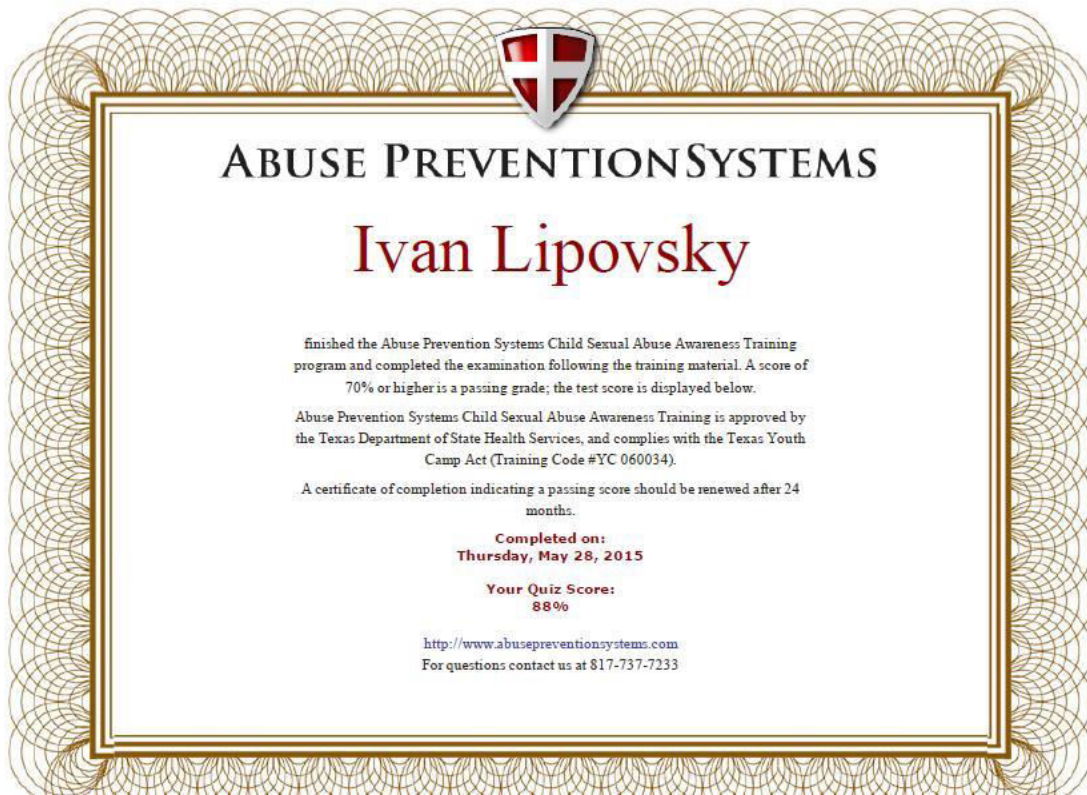 ABUSE PREVENTIONSYSTEMS
Ivan Lipovsky
finished the Abuse Prevention Systems Child Sexual Abuse Awareness Training
program and completed the examination following the training material. A score of
70% or higher is a passing grade; the test score is displayed below.
Abuse Prevention Systems Child Sexual Abuse Awareness Training is approved by
the Texas Department of State Health Services, and complies with the Texas Youth
Camp Act (Training Code #YC 060034).
A certificate of completion indicating a passing score should be renewed after 24
months.
Completed on:
Thursday, May 28, 2015
Your Quiz Score:
88%
http://www.abusepreventionsystems.com
For questions contact us at 817-737-7233